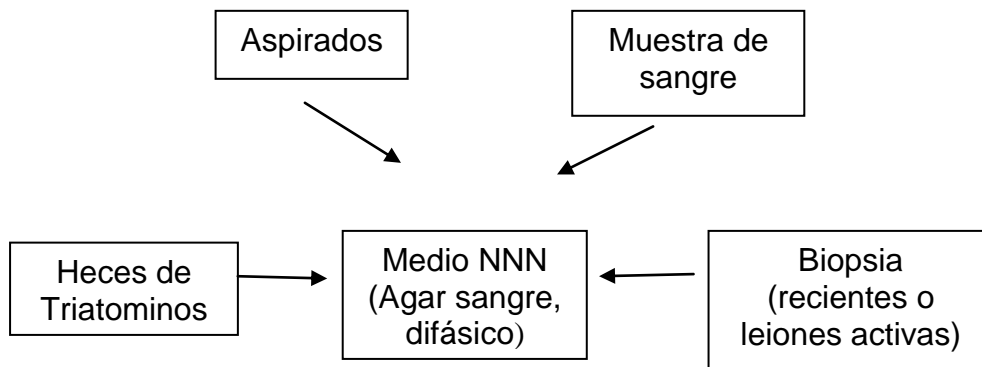 Aspirados
Muestra de
sangre
Heces de
Triatominos
Medio NNN
(Agar sangre,
difásico)
Biopsia
(recientes o
leiones activas)